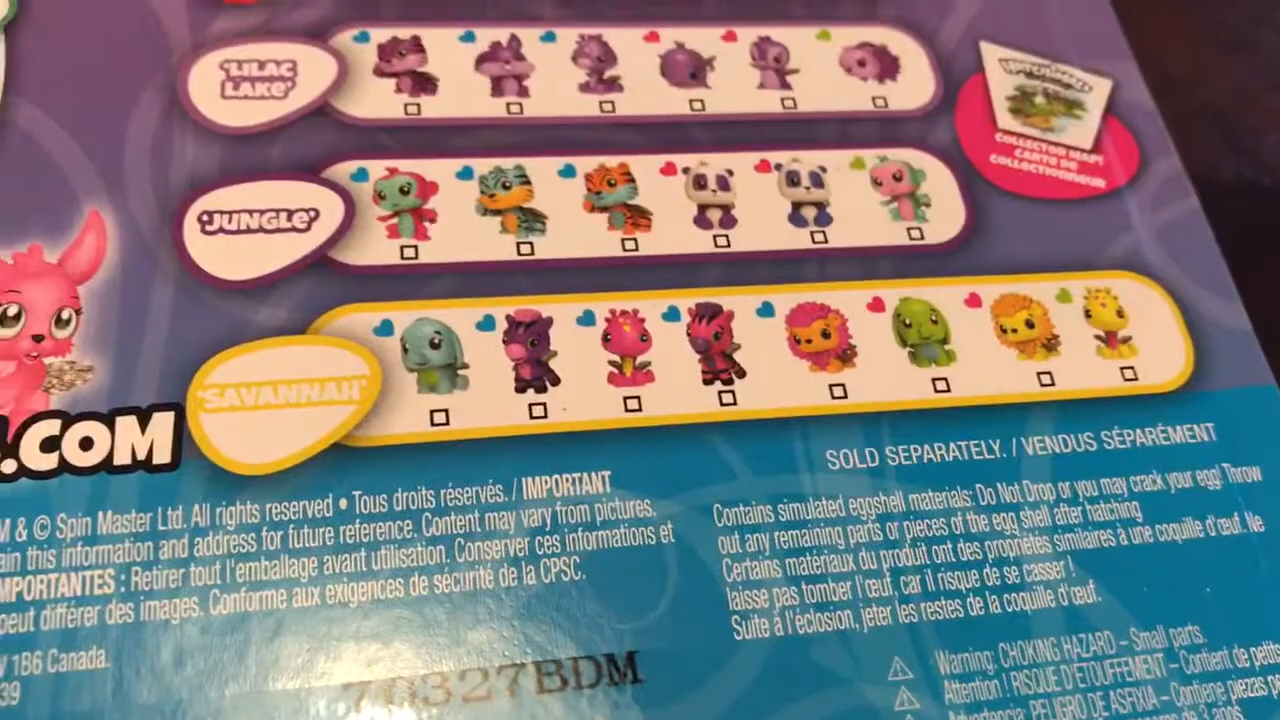 'LILAC
LAKE'
HATCHIMALS
COLLECTOR MAP!
CARTE DE
COLLECTIONNEUR
'JUNGLE'
'SAVANNAH'
.COM
SOLD SEPARATELY. / VENDUS SÉPARÉMENT
M & © Spin Master Ltd. All rights reserved • Tous droits réservés. / IMPORTANT
ain this information and address for future reference. Content may vary from pictures.
MPORTANTES : Retirer tout l'emballage avant utilisation. Conserver ces informations et
peut différer des images. Conforme aux exigences de sécurité de la CPSC.
V 1B6 Canada.
39
70327BDM
Contains simulated eggshell materials: Do Not Drop or you may crack your egg! Throw
out any remaining parts or pieces of the egg shell after hatching
Certains matériaux du produit ont des propriétés similaires à une coquille d'œuf. Ne
laisse pas tomber l'œuf, car il risque de se casser !
Suite à l'éclosion, jeter les restes de la coquille d'œuf.
Warning: CHOKING HAZARD – Small parts.
Attention ! RISQUE D'ÉTOUFFEMENT – Contient de petits
Advertencia: PELIGRO DE ASFIXIA – Contiene piezas pe